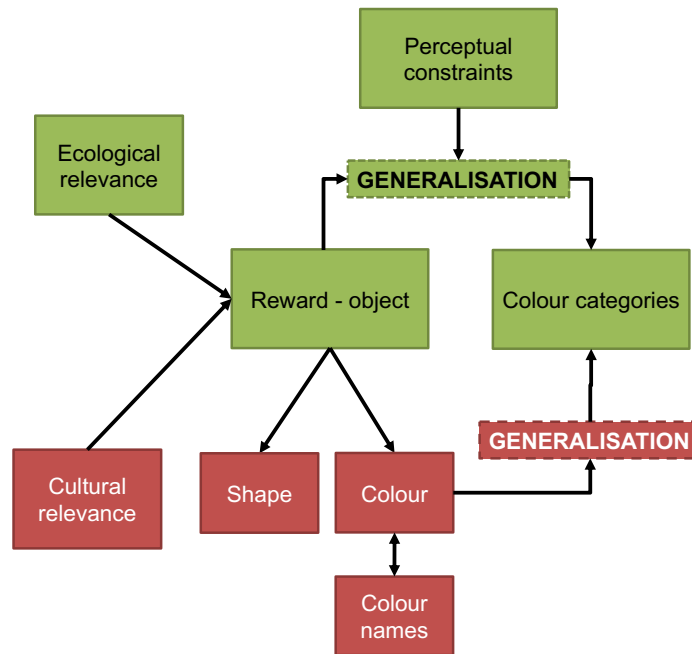 Perceptual
constraints
Ecological
relevance
GENERALISATION
Reward - object
Colour categories
GENERALISATION
Cultural
relevance
Shape
Colour
Colour
names